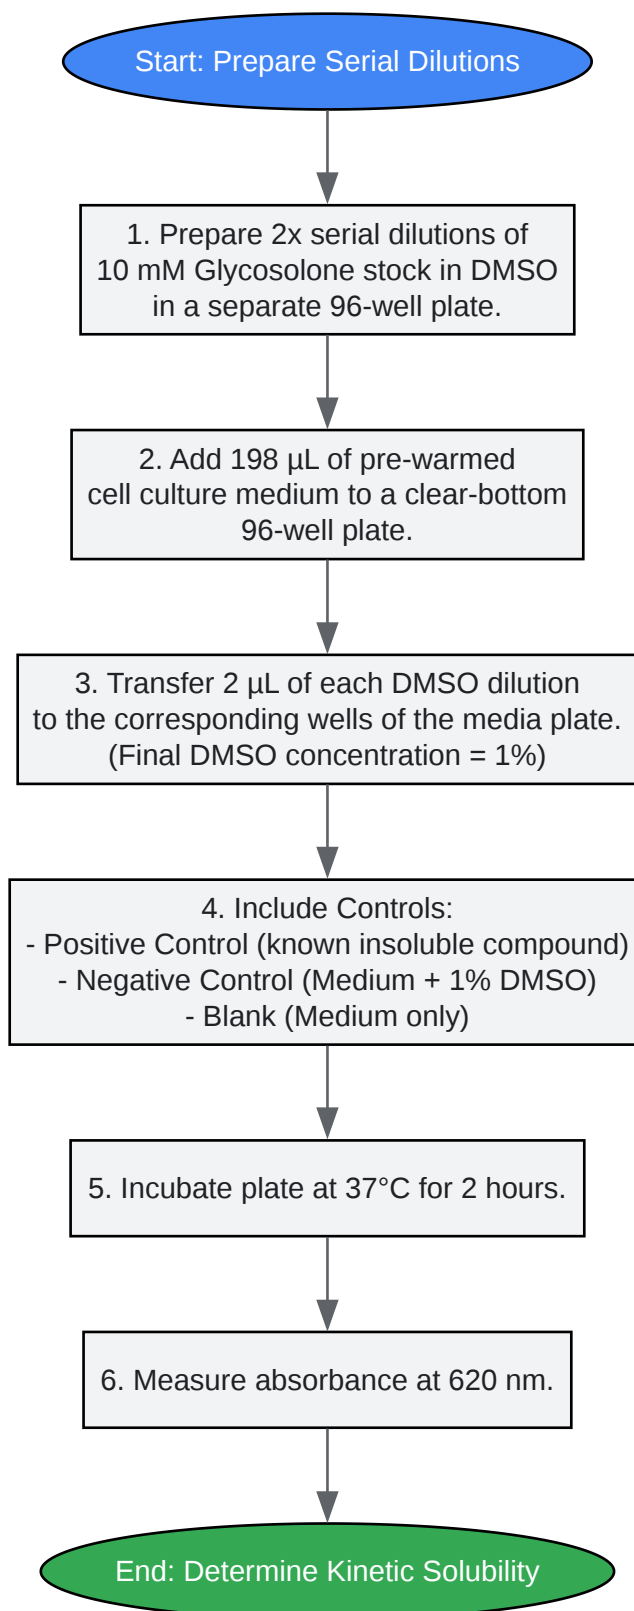 Start: Prepare Serial Dilutions
1. Prepare 2x serial dilutions of
10 mM Glycosolone stock in DMSO
in a separate 96-well plate.
2. Add 198 µL of pre-warmed
cell culture medium to a clear-bottom
96-well plate.
3. Transfer 2 µL of each DMSO dilution
to the corresponding wells of the media plate.
(Final DMSO concentration = 1%)
4. Include Controls:
- Positive Control (known insoluble compound)
- Negative Control (Medium + 1% DMSO)
- Blank (Medium only)
5. Incubate plate at 37°C for 2 hours.
6. Measure absorbance at 620 nm.
End: Determine Kinetic Solubility